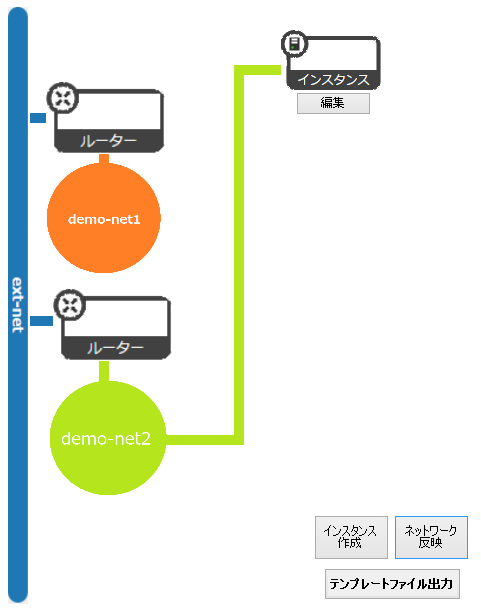 インスタンス
編集
ルーター
demo-net1
ext-net
ルーター
demo-net2
インスタンス
作成
ネットワーク
反映
テンプレートファイル出力